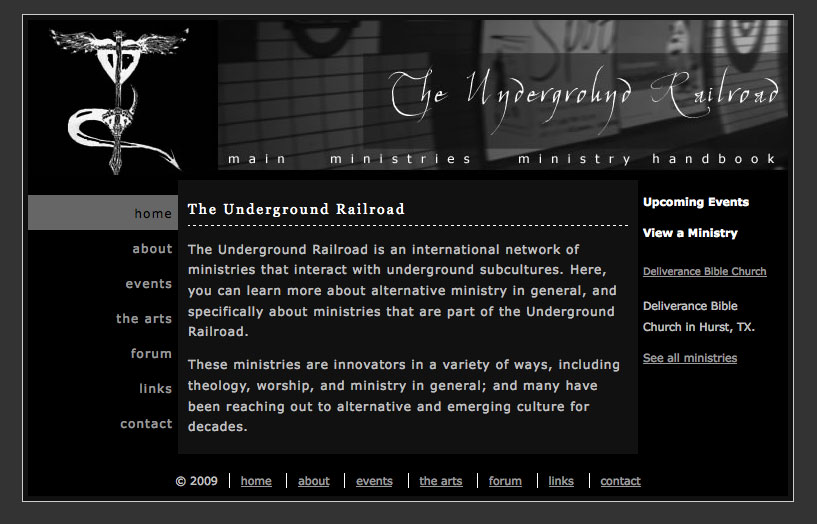 The Underground Railroad
main ministries ministry handbook
home
about
events
the arts
forum
links
contact
The Underground Railroad
The Underground Railroad is an international network of
ministries that interact with underground subcultures. Here,
you can learn more about alternative ministry in general, and
specifically about ministries that are part of the Underground
Railroad.
These ministries are innovators in a variety of ways, including
theology, worship, and ministry in general; and many have
been reaching out to alternative and emerging culture for
decades.
Upcoming Events
View a Ministry
Deliverance Bible Church
Deliverance Bible
Church in Hurst, TX.
See all ministries
© 2009 home about events the arts forum links contact